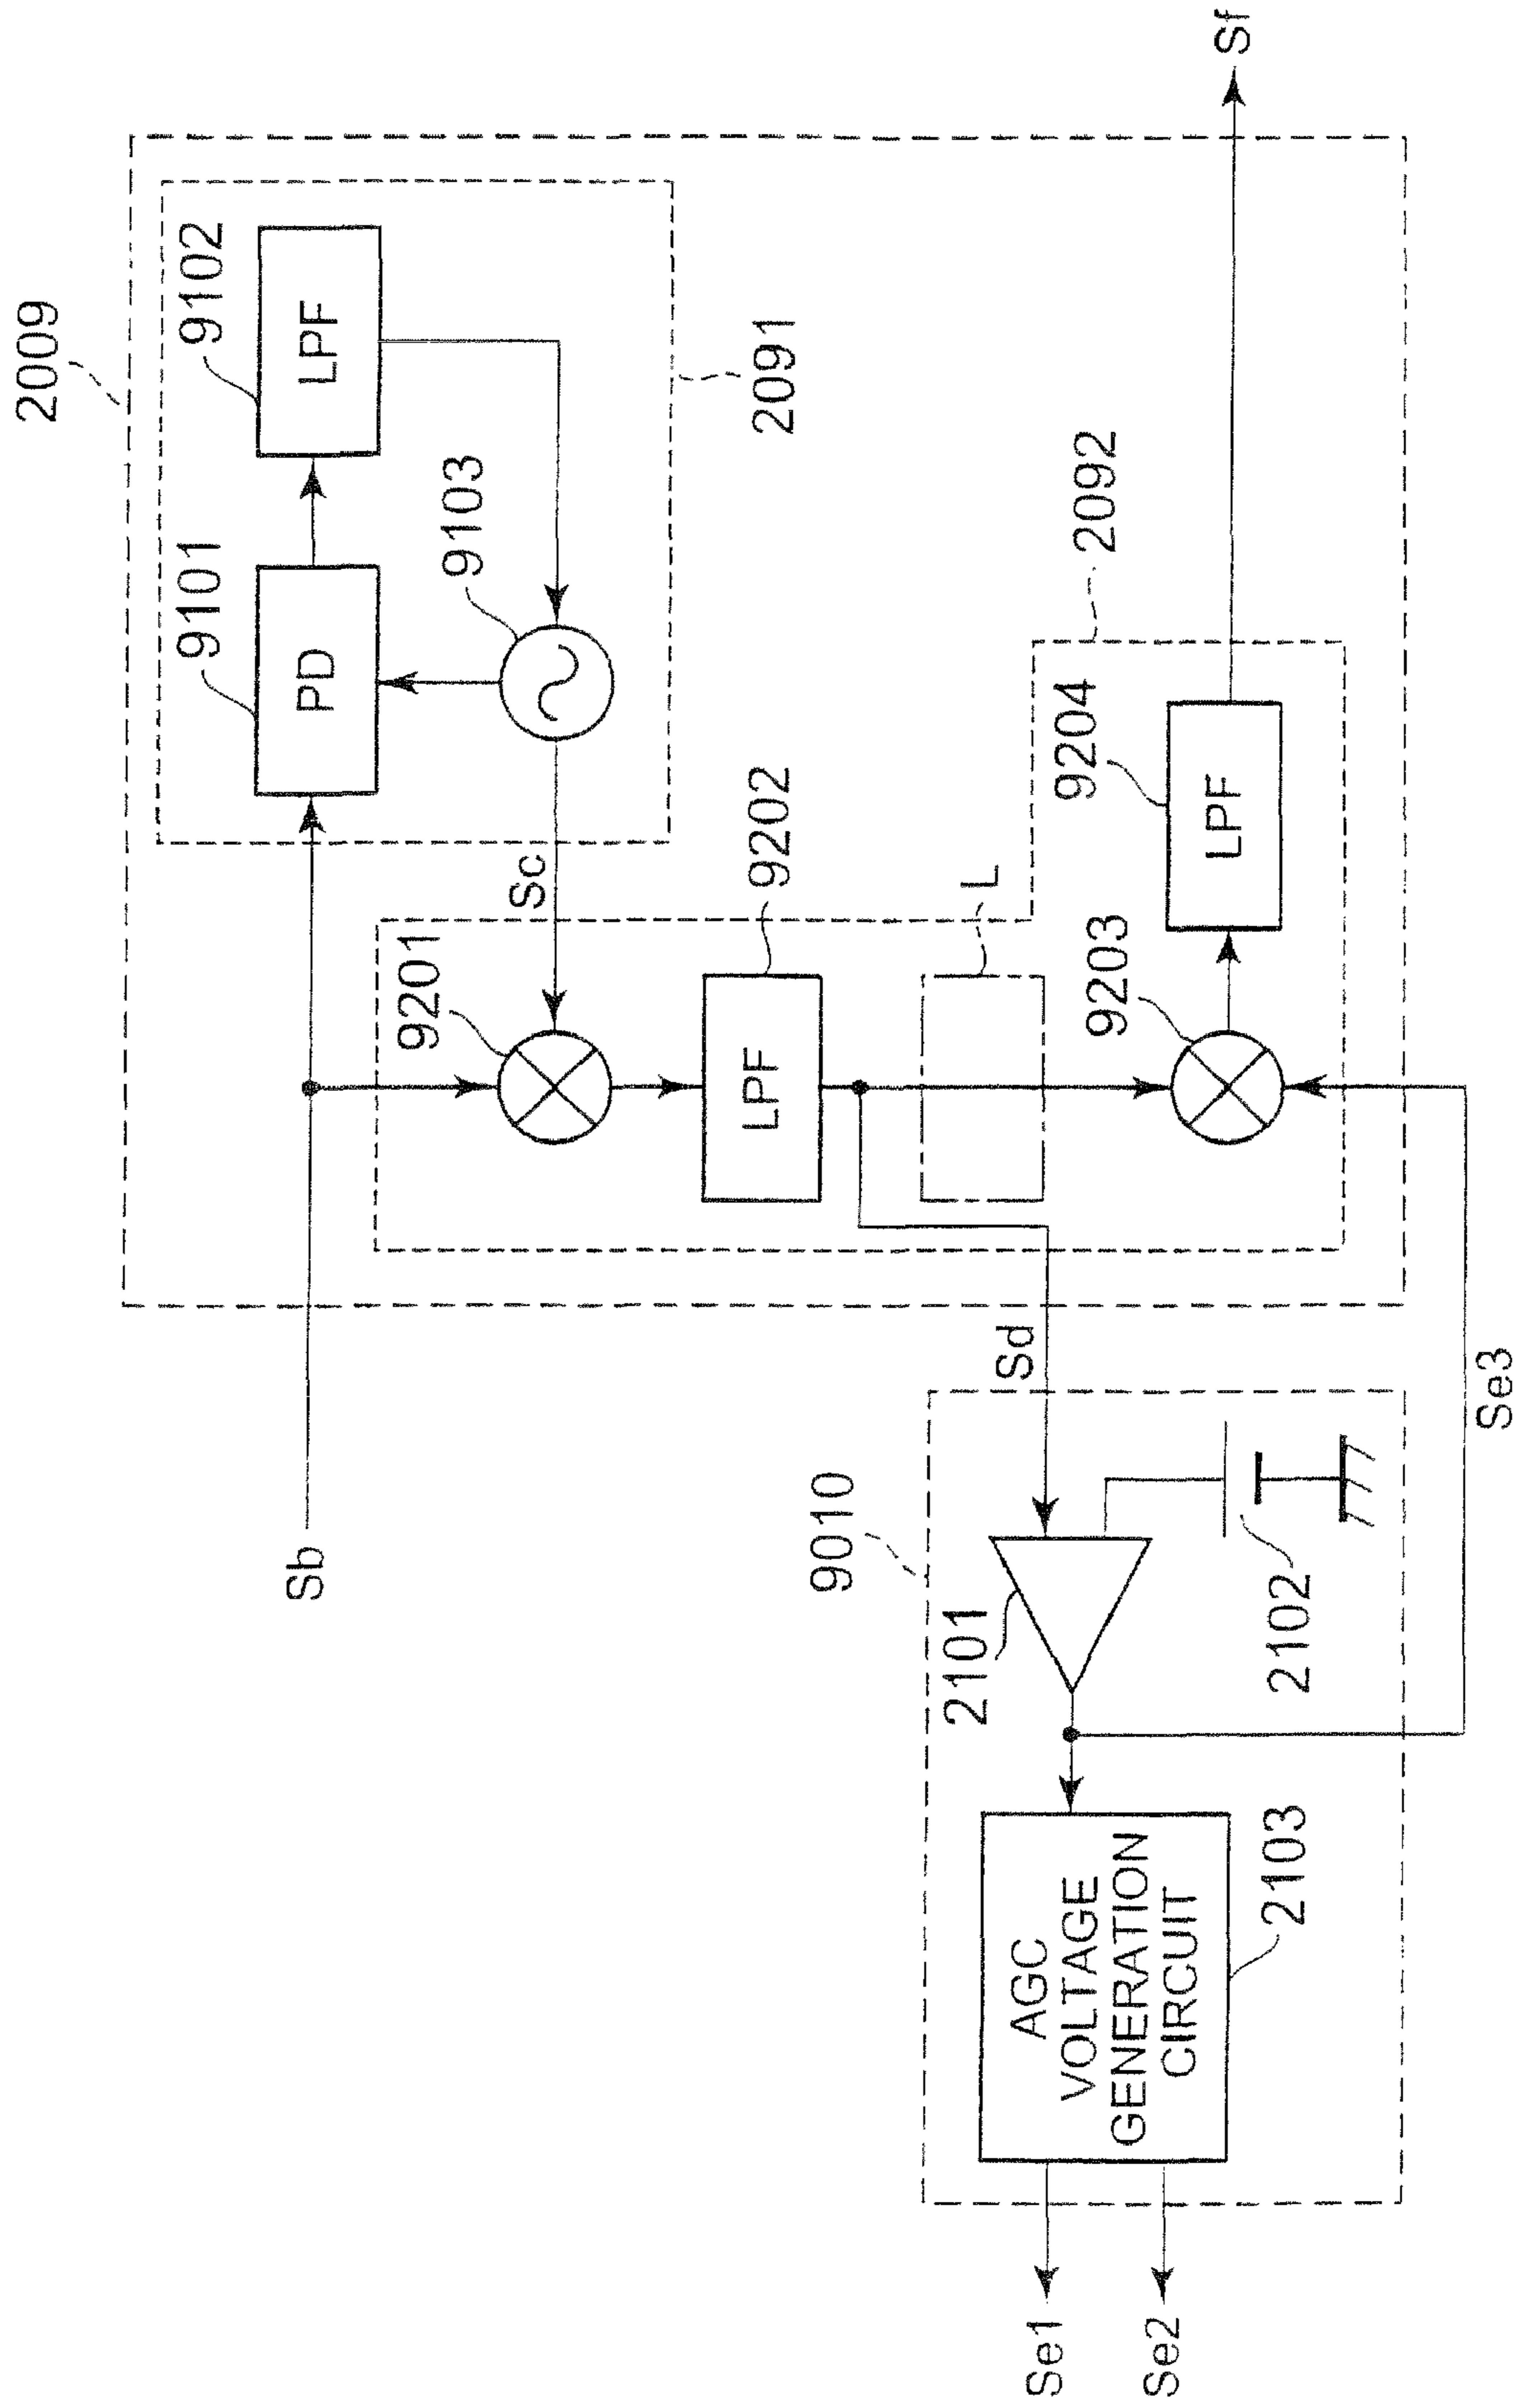 2009
9101
9102
PD
LPF
9103
2091
Sb
Sc
9201
9202
LPF
L
2092
9203
9204
LPF
Sf
Sd
9010
2101
2102
AGC
VOLTAGE
GENERATION
CIRCUIT
2103
Se1
Se2
Se3